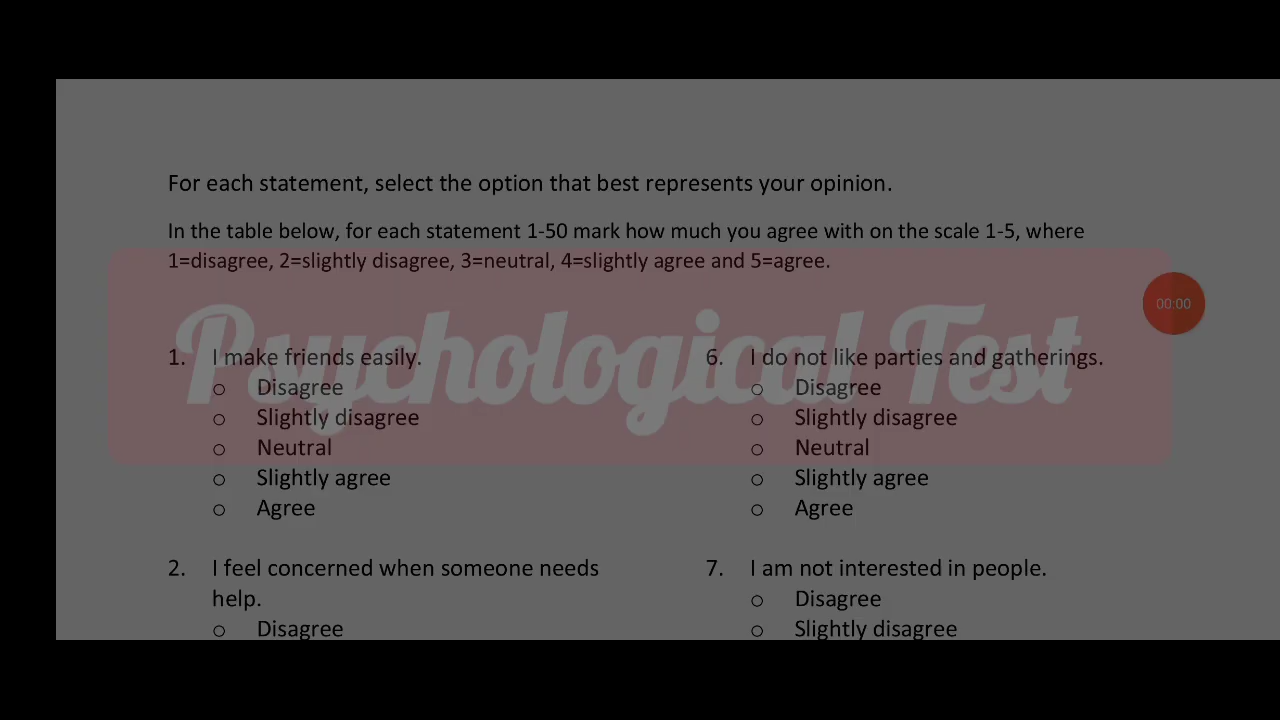 For each statement, select the option that best represents your opinion.
In the table below, for each statement 1-50 mark how much you agree with on the scale 1-5, where
1=disagree, 2=slightly disagree, 3=neutral, 4=slightly agree and 5=agree.
Psychological Test
00:00
1. I make friends easily.
o Disagree
o Slightly disagree
o Neutral
o Slightly agree
o Agree
2. I feel concerned when someone needs
help.
o Disagree
6. I do not like parties and gatherings.
o Disagree
o Slightly disagree
o Neutral
o Slightly agree
o Agree
7. I am not interested in people.
o Disagree
o Slightly disagree